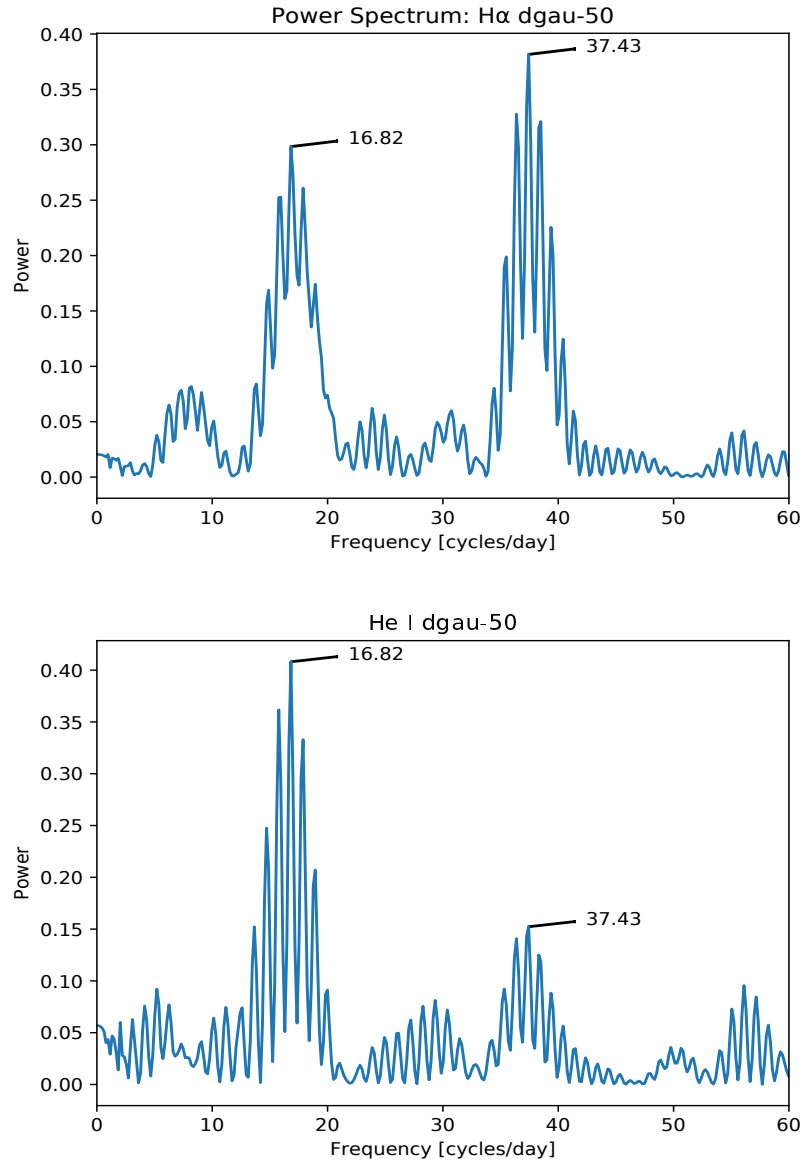 Power Spectrum: Hα dgau-50
0.40
0.35
0.30
0.25
0.20
0.15
0.10
0.05
0.00
Power
16.82
37.43
0 10 20 30 40 50 60
Frequency [cycles/day]
He I dgau-50
0.40
0.35
0.30
0.25
0.20
0.15
0.10
0.05
0.00
Power
16.82
37.43
0 10 20 30 40 50 60
Frequency [cycles/day]